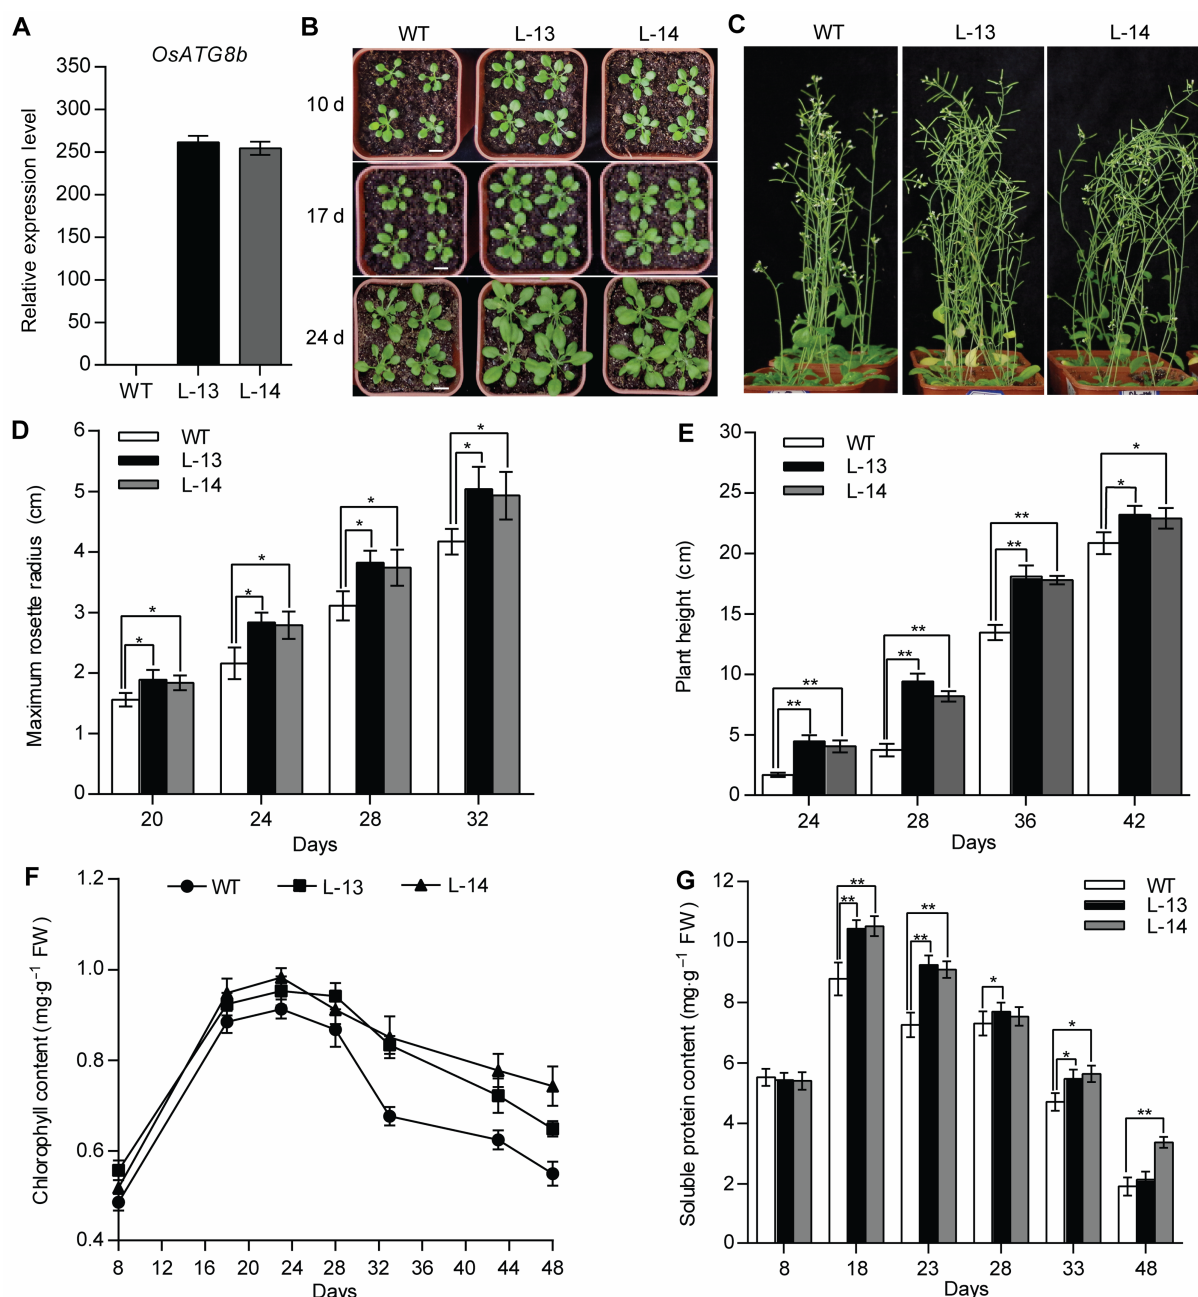 A
OsATG8b
Relative expression level
350
300
250
200
150
100
50
0
WT L-13 L-14
B
WT L-13 L-14
10 d
17 d
24 d
C
WT L-13 L-14
D
Maximum rosette radius (cm)
6
5
4
3
2
1
0
WT
L-13
L-14
* * * * * * * *
20 24 28 32
Days
E
Plant height (cm)
30
25
20
15
10
5
0
WT
L-13
L-14
** ** ** ** ** ** * *
24 28 36 42
Days
F
Chlorophyll content (mg·g⁻¹ FW)
1.2
1.0
0.8
0.6
0.4
WT L-13 L-14
8 12 16 20 24 28 32 36 40 44 48
Days
G
Soluble protein content (mg·g⁻¹ FW)
12
10
8
6
4
2
0
WT
L-13
L-14
** ** ** ** * * * **
8 18 23 28 33 48
Days